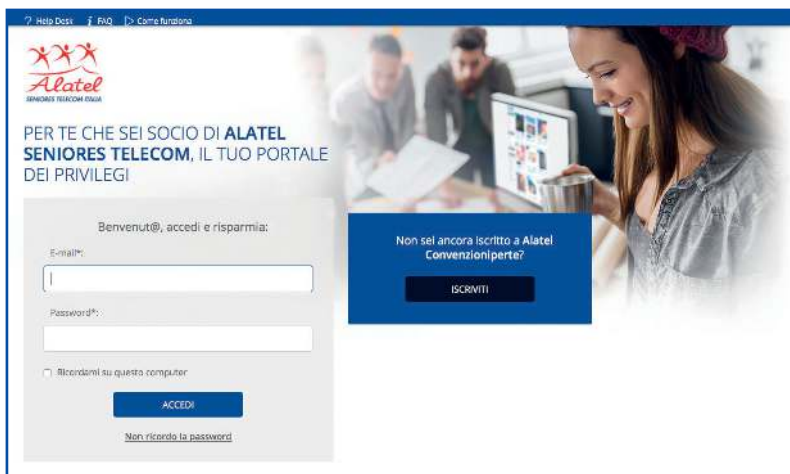 ? Help Desk i FAQ ▷ Come funziona
Alatel
SENIORES TELECOM ITALIA
PER TE CHE SEI SOCIO DI ALATEL
SENIORES TELECOM, IL TUO PORTALE
DEI PRIVILEGI
Benvenut@, accedi e risparmia:
E-mail*:
Password*:
Ricordami su questo computer
ACCEDI
Non ricordo la password
Non sei ancora iscritto a Alatel
Convenzioniperte?
ISCRIVITI